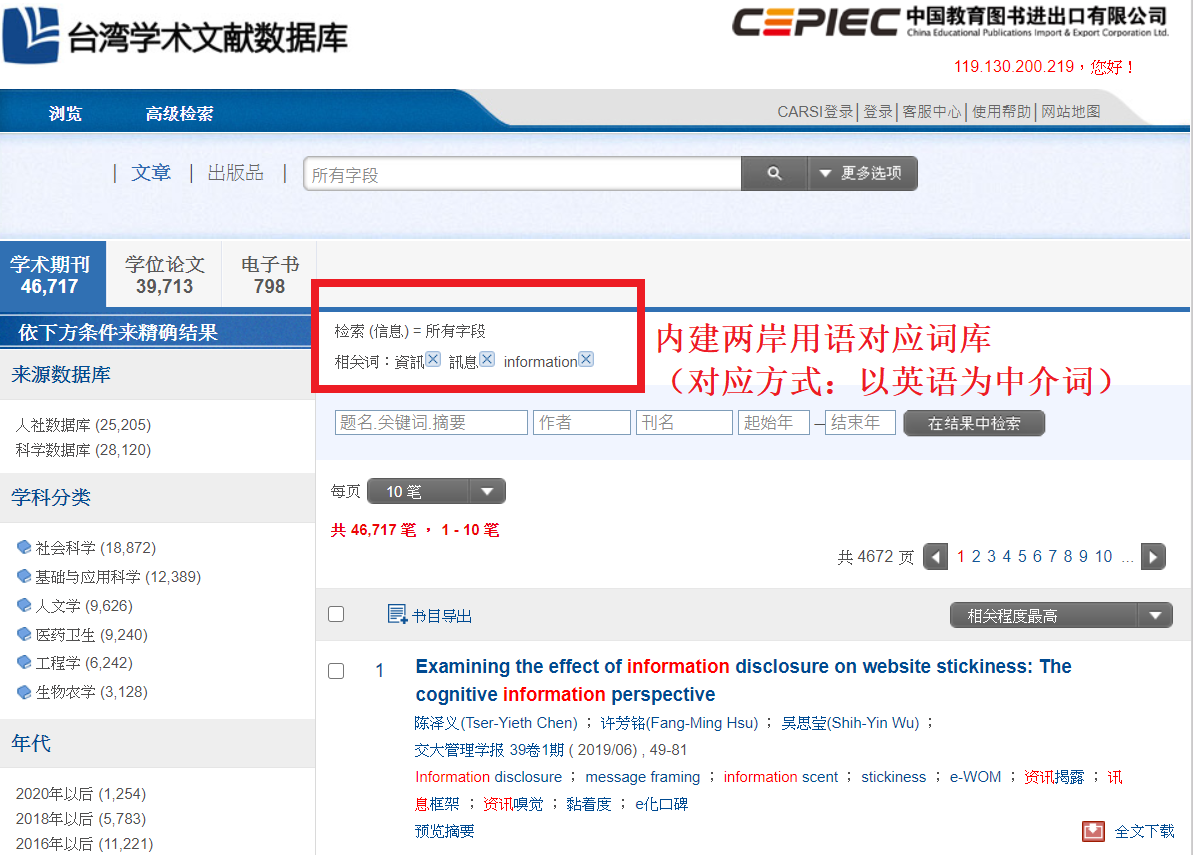 台湾学术文献数据库
CEPIEC 中国教育图书进出口有限公司
China Educational Publications Import & Export Corporation Ltd.
119.130.200.219，您好！
浏览 高级检索
CARSI登录 | 登录 | 客服中心 | 使用帮助 | 网站地图
| 文章 | 出版品 | 所有字段 更多选项
学术期刊 学位论文 电子书
46,717 39,713 798
依下方条件来精确结果
检索 (信息) = 所有字段
相关词：資訊 訊息 information
内建两岸用语对应词库
（对应方式：以英语为中介词）
来源数据库
题名.关键词.摘要 作者 刊名 起始年 – 结束年 在结果中检索
人社数据库 (25,205)
科学数据库 (28,120)
每页 10 笔
学科分类
共 46,717 笔 ， 1 - 10 笔
共 4672 页 1 2 3 4 5 6 7 8 9 10 ...
社会科学 (18,872)
基础与应用科学 (12,389)
人文学 (9,626)
医药卫生 (9,240)
工程学 (6,242)
生物农学 (3,128)
书目导出 相关程度最高
1 Examining the effect of information disclosure on website stickiness: The
cognitive information perspective
陈泽义(Tser-Yieth Chen) ； 许芳铭(Fang-Ming Hsu) ； 吴思莹(Shih-Yin Wu) ；
交大管理学报 39卷1期 ( 2019/06) , 49-81
Information disclosure ； message framing ； information scent ； stickiness ； e-WOM ； 资讯揭露 ； 讯
息框架 ； 资讯嗅觉 ； 黏着度 ； e化口碑
预览摘要
全文下载
年代
2020年以后 (1,254)
2018年以后 (5,783)
2016年以后 (11,221)